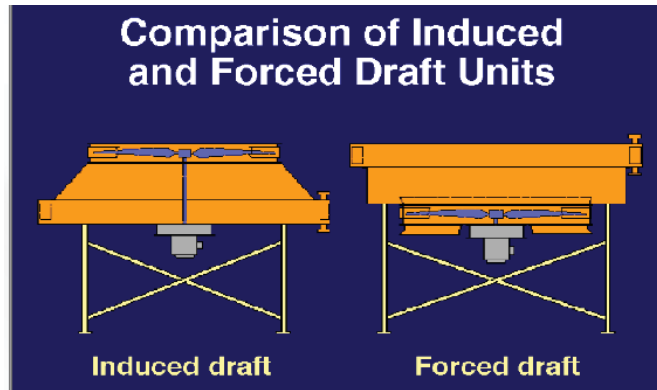 Comparison of Induced
and Forced Draft Units
Induced draft
Forced draft